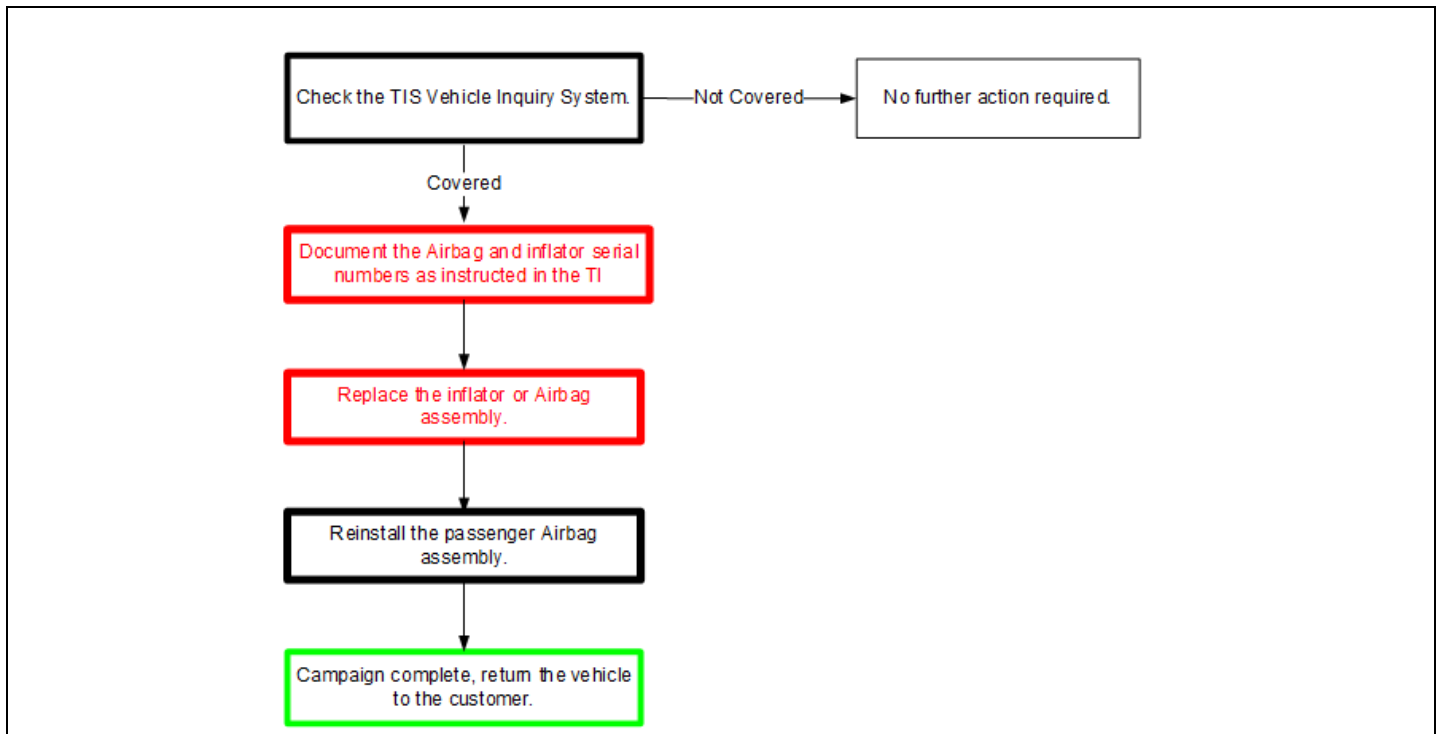 Check the TIS Vehicle Inquiry System.
Not Covered
No further action required.
Covered
Document the Airbag and inflator serial
numbers as instructed in the TI
Replace the inflator or Airbag
assembly.
Reinstall the passenger Airbag
assembly.
Campaign complete, return the vehicle
to the customer.